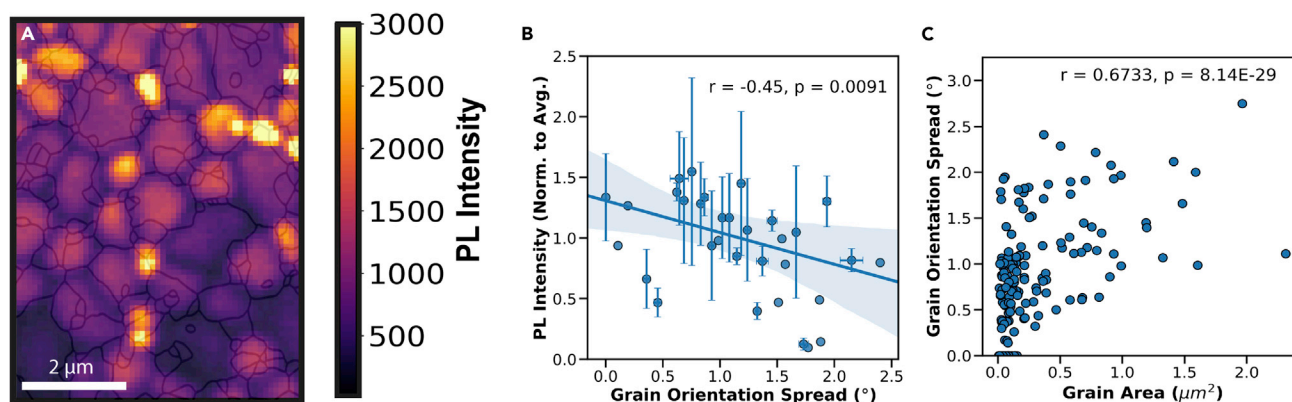 A
2 μm
3000
2500
2000
1500
1000
500
PL Intensity
B
r = -0.45, p = 0.0091
PL Intensity (Norm. to Avg.)
2.5
2.0
1.5
1.0
0.5
0.0
0.0 0.5 1.0 1.5 2.0 2.5
Grain Orientation Spread (°)
C
r = 0.6733, p = 8.14E-29
Grain Orientation Spread (°)
3.0
2.5
2.0
1.5
1.0
0.5
0.0
0.0 0.5 1.0 1.5 2.0
Grain Area (μm²)